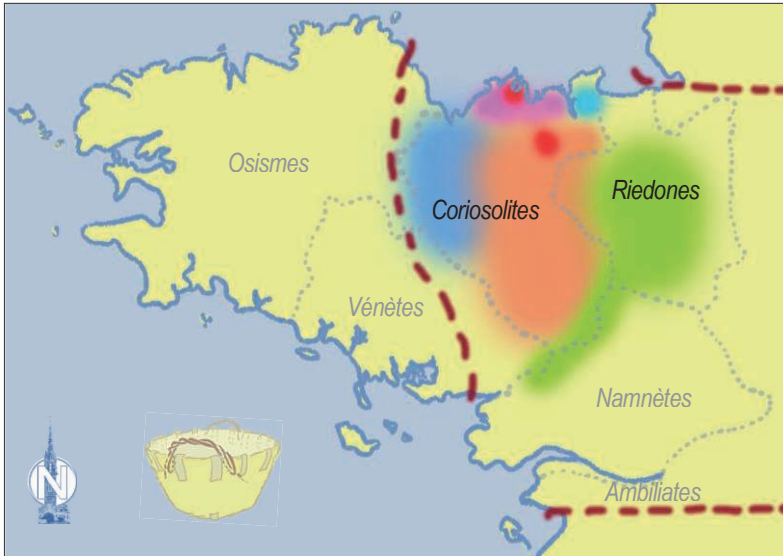 Osismes
Riedones
Coriosolites
Vénètes
Namnètes
N
Ambiliates